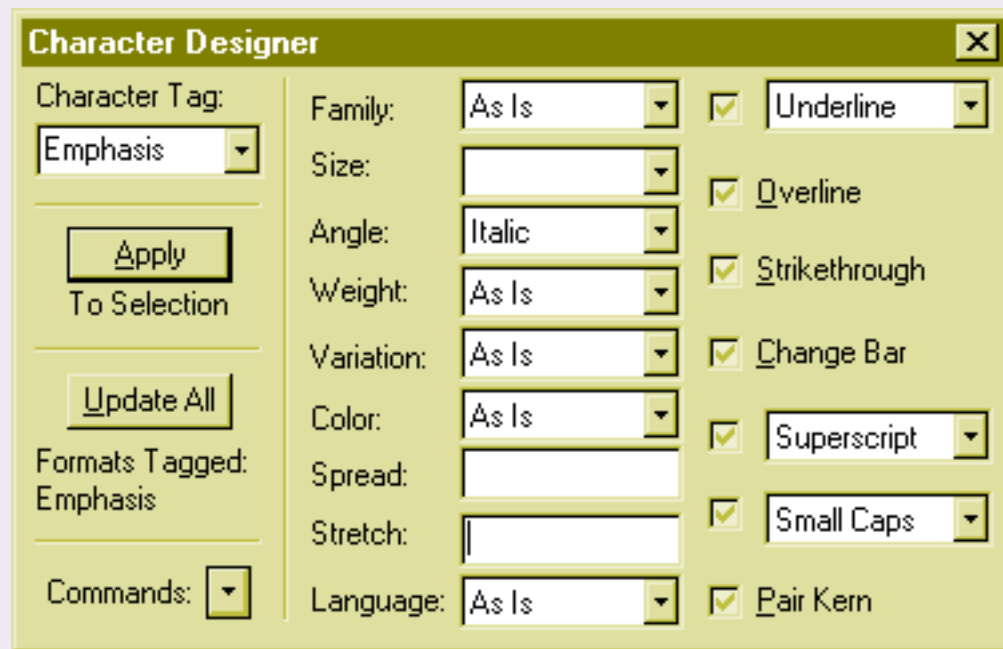 Character Designer
Character Tag:
Emphasis
Apply
To Selection
Update All
Formats Tagged:
Emphasis
Commands:
Family: As Is
Size:
Angle: Italic
Weight: As Is
Variation: As Is
Color: As Is
Spread:
Stretch:
Language: As Is
Underline
Overline
Strikethrough
Change Bar
Superscript
Small Caps
Pair Kern